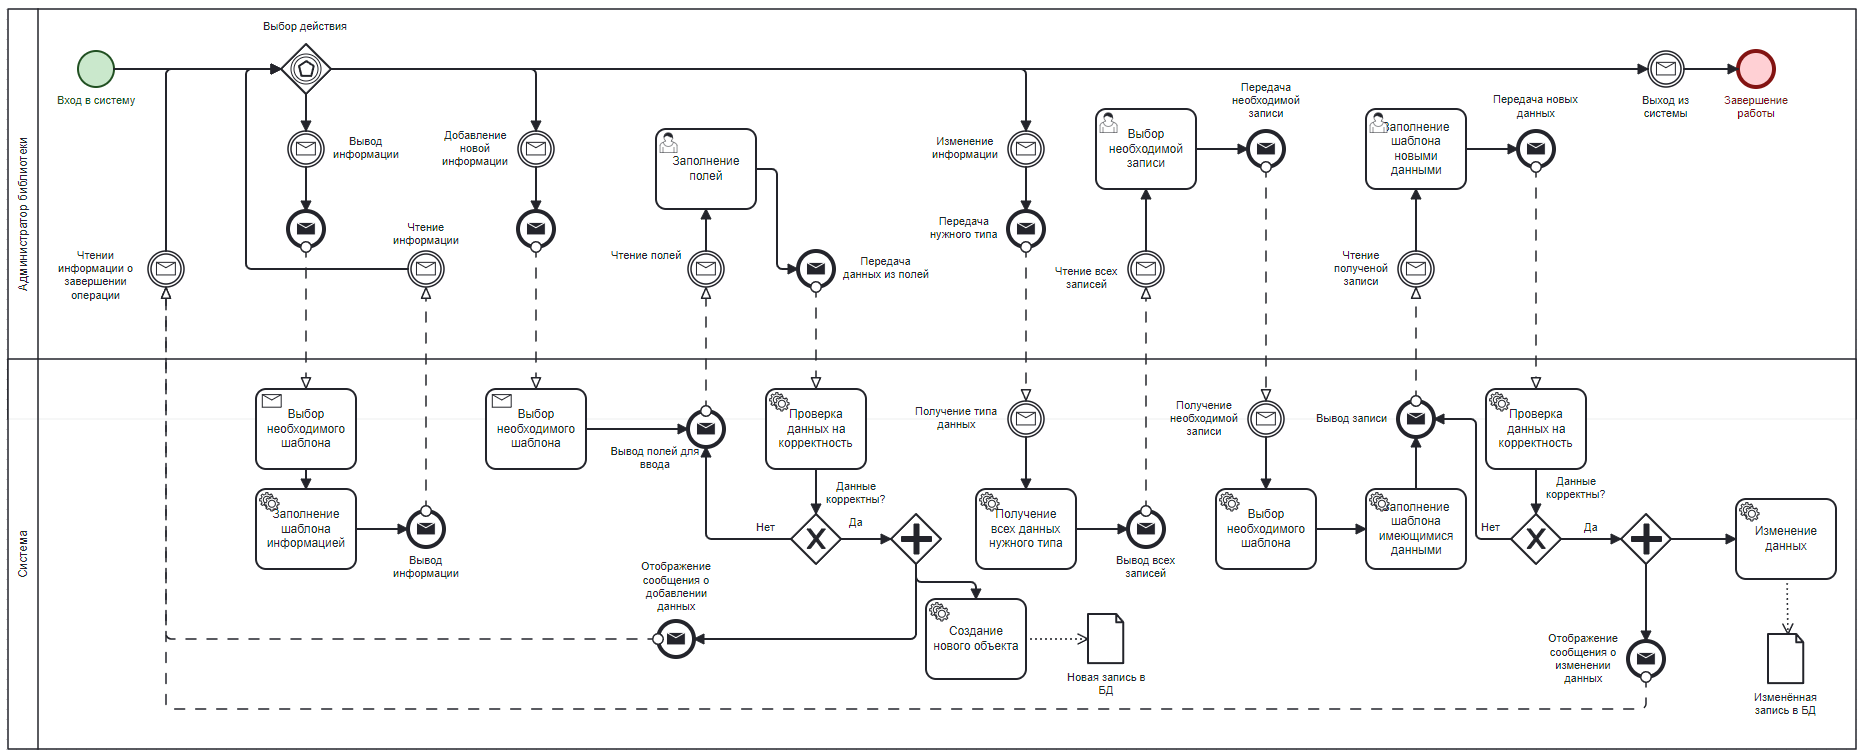 Администратор библиотеки
Выбор действия
Вход в систему
Вывод
информации
Добавление
новой
информации
Заполнение
полей
Изменение
информации
Выбор
необходимой
записи
Передача
необходимой
записи
Заполнение
шаблона
новыми
данными
Передача новых
данных
Выход из
системы
Завершение
работы
Чтении
информации о
завершении
операции
Чтение
информации
Чтение полей
Передача
данных из полей
Передача
нужного типа
Чтение всех
записей
Чтение
полученой
записи
Система
Выбор
необходимого
шаблона
Выбор
необходимого
шаблона
Вывод полей для
ввода
Проверка
данных на
корректность
Получение типа
данных
Получение
необходимой
записи
Вывод записи
Проверка
данных на
корректность
Заполнение
шаблона
информацией
Вывод
информации
Данные
корректны?
Нет
Да
Получение
всех данных
нужного типа
Вывод всех
записей
Выбор
необходимого
шаблона
Заполнение
шаблона
имеющимися
данными
Данные
корректны?
Нет
Да
Изменение
данных
Отображение
сообщения о
добавлении
данных
Создание
нового объекта
Новая запись в
БД
Отображение
сообщения о
изменении
данных
Изменённая
запись в БД